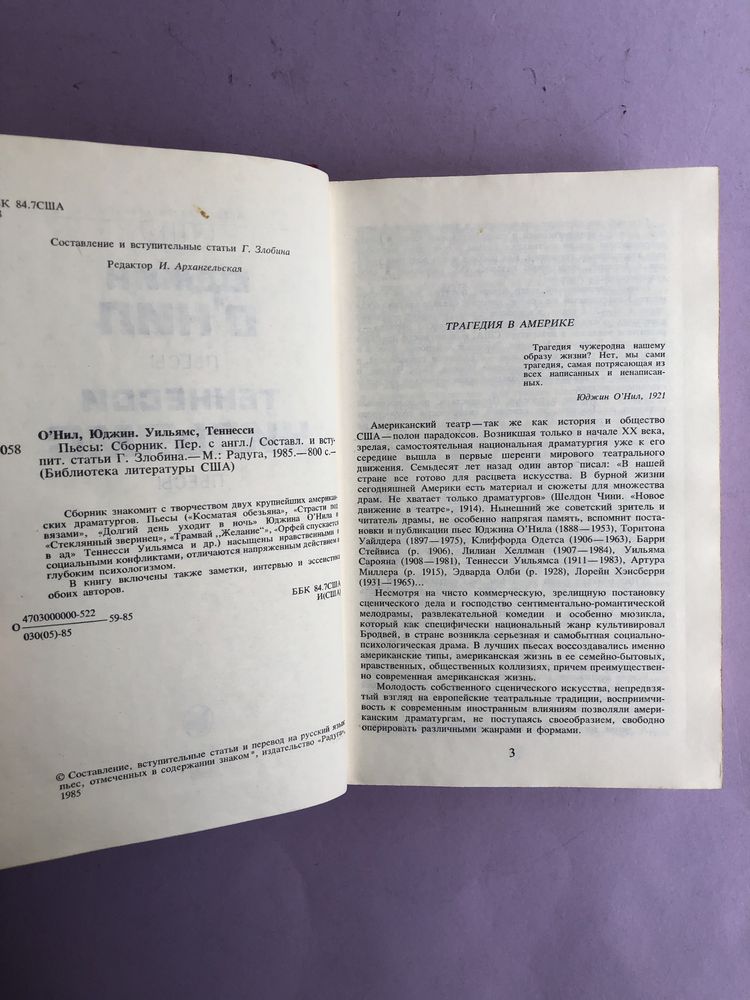 БК 84.7США
Составление и вступительные статьи Г. Злобина
Редактор И. Архангельская
О'Нил, Юджин. Уильямс, Теннесси
058
Пьесы: Сборник. Пер. с англ./ Составл. и вступит. статьи Г. Злобина.— М.: Радуга, 1985.— 800 с.—
(Библиотека литературы США)
Сборник знакомит с творчеством двух крупнейших американ-
ских драматургов. Пьесы («Косматая обезьяна», «Страсти под
вязами», «Долгий день уходит в ночь» Юджина О'Нила и
«Стеклянный зверинец», «Трамвай „Желание“, «Орфей спускается
в ад» Теннесси Уильямса и др.) насыщены нравственными и
социальными конфликтами, отличаются напряженным действием и
глубоким психологизмом.
В книгу включены также заметки, интервью и эссеистика
обоих авторов.
О 4703000000-522 59-85
030(05)-85
ББК 84.7США
И(США)
© Составление, вступительные статьи и перевод на русский язык
пьес, отмеченных в содержании знаком*, издательство «Радуга»,
1985
ТРАГЕДИЯ В АМЕРИКЕ
Трагедия чужеродна нашему
образу жизни? Нет, мы сами
трагедия, самая потрясающая из
всех написанных и ненаписан-
ных.
Юджин О'Нил, 1921
Американский театр — так же как и история и общество
США — полон парадоксов. Возникшая только в начале XX века,
зрелая, самостоятельная национальная драматургия уже к его
середине вышла в первые шеренги мирового театрального
движения. Семьдесят лет назад один автор писал: «В нашей
стране все готово для расцвета искусства. В бурной жизни
сегодняшней Америки есть материал и сюжеты для множества
драм. Не хватает только драматургов» (Шелдон Чини. «Новое
движение в театре», 1914). Нынешний же советский зритель и
читатель драмы, не особенно напрягая память, вспомнит поста-
новки и публикации пьес Юджина О'Нила (1888—1953), Торнтона
Уайлдера (1897—1975), Клиффорда Одетса (1906—1963), Барри
Стейвиса (р. 1906), Лилиан Хеллман (1907—1984), Уильяма
Сарояна (1908—1981), Теннесси Уильямса (1911—1983), Артура
Миллера (р. 1915), Эдварда Олби (р. 1928), Лорейн Хэнсберри
(1931—1965)...
Несмотря на чисто коммерческую, зрелищную постановку
сценического дела и господство сентиментально-романтической
мелодрамы, развлекательной комедии и особенно мюзикла,
который как специфически национальный жанр культивировал
Бродвей, в стране возникла серьезная и самобытная социально-
психологическая драма. В лучших пьесах воссоздавались именно
американские типы, американская жизнь в ее семейно-бытовых,
нравственных, общественных коллизиях, причем преимуществен-
но современная американская жизнь.
Молодость собственного сценического искусства, непредвзя-
тый взгляд на европейские театральные традиции, восприимчи-
вость к современным иностранным влияниям позволяли амери-
канским драматургам, не поступаясь своеобразием, свободно
оперировать различными жанрами и формами.
3